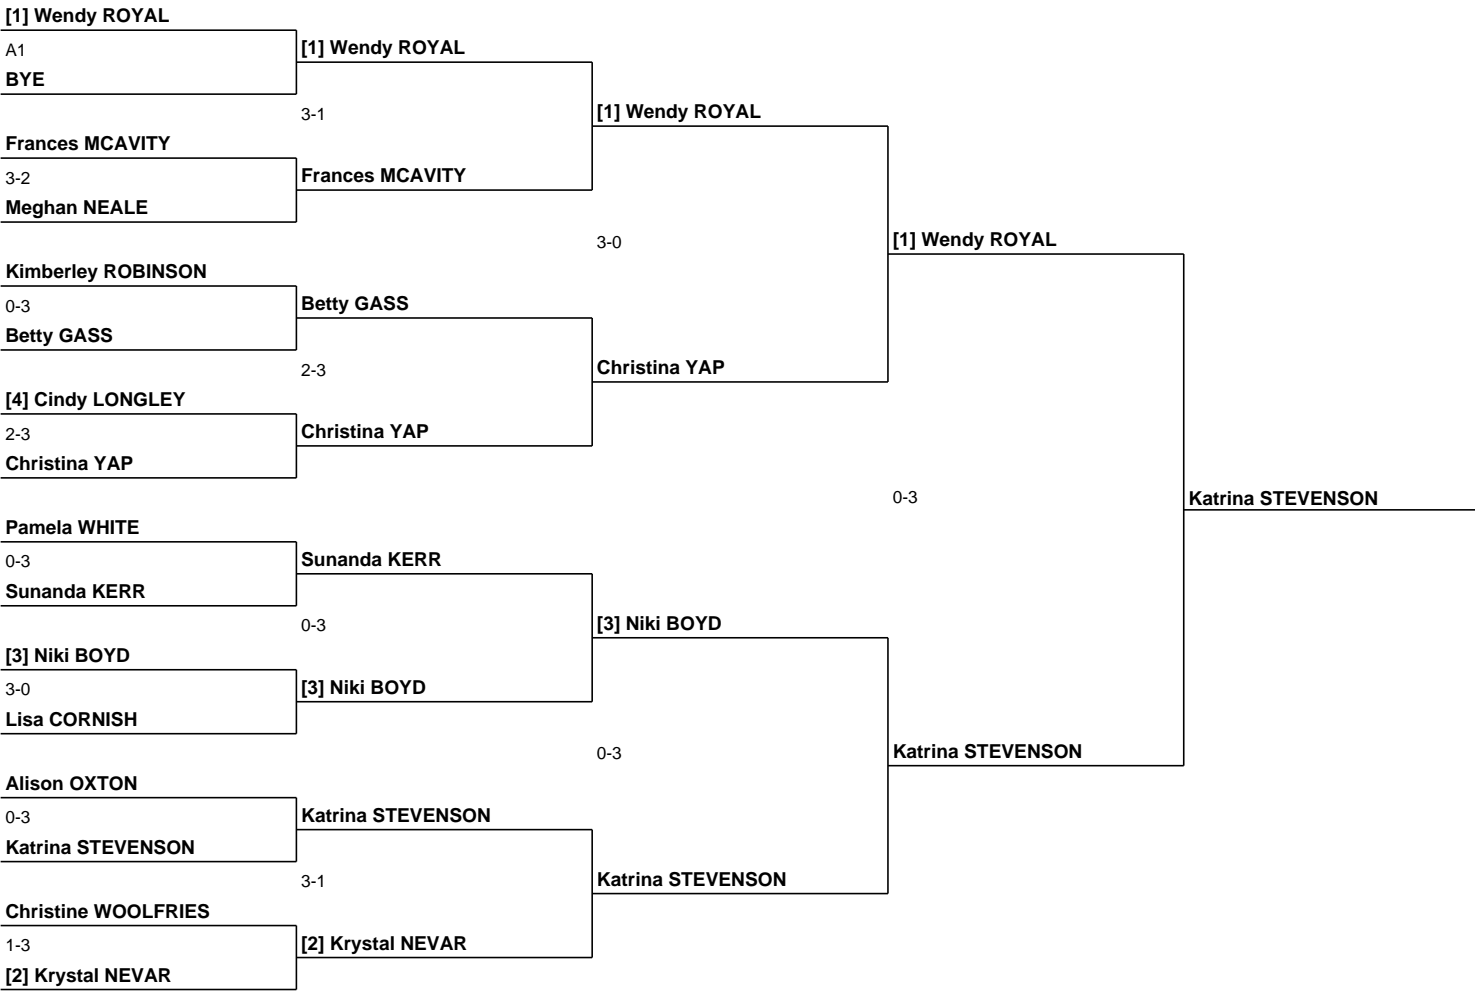 [1] Wendy ROYAL
A1
BYE
Frances MCAVITY
3-2
Meghan NEALE
Kimberley ROBINSON
0-3
Betty GASS
[4] Cindy LONGLEY
2-3
Christina YAP
Pamela WHITE
0-3
Sunanda KERR
[3] Niki BOYD
3-0
Lisa CORNISH
Alison OXTON
0-3
Katrina STEVENSON
Christine WOOLFRIES
1-3
[2] Krystal NEVAR
[1] Wendy ROYAL
3-1
Frances MCAVITY
Betty GASS
2-3
Christina YAP
Sunanda KERR
0-3
[3] Niki BOYD
Katrina STEVENSON
3-1
[2] Krystal NEVAR
[1] Wendy ROYAL
3-0
Christina YAP
[3] Niki BOYD
0-3
Katrina STEVENSON
[1] Wendy ROYAL
0-3
Katrina STEVENSON
Katrina STEVENSON